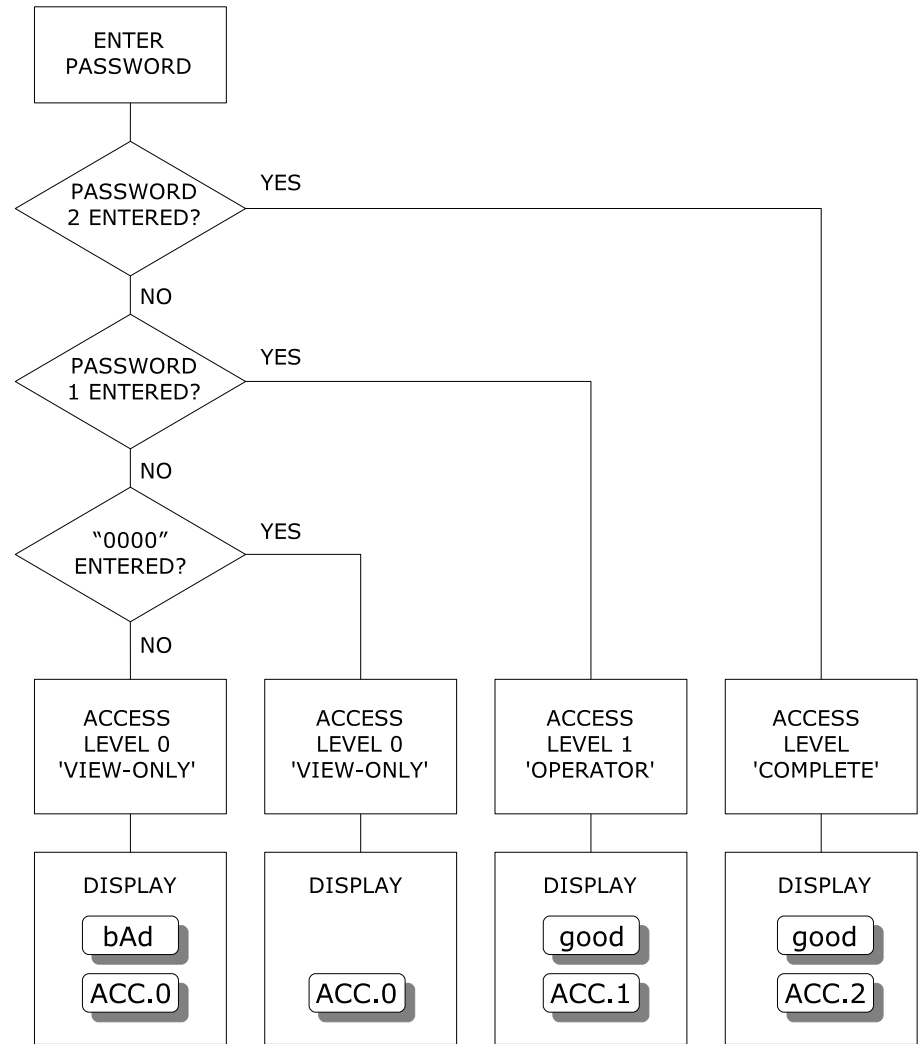 ENTER
PASSWORD
PASSWORD
2 ENTERED?
YES
NO
PASSWORD
1 ENTERED?
YES
NO
“0000”
ENTERED?
YES
NO
ACCESS
LEVEL 0
'VIEW-ONLY'
ACCESS
LEVEL 0
'VIEW-ONLY'
ACCESS
LEVEL 1
'OPERATOR'
ACCESS
LEVEL
'COMPLETE'
DISPLAY
bAd
ACC.0
DISPLAY
ACC.0
DISPLAY
good
ACC.1
DISPLAY
good
ACC.2